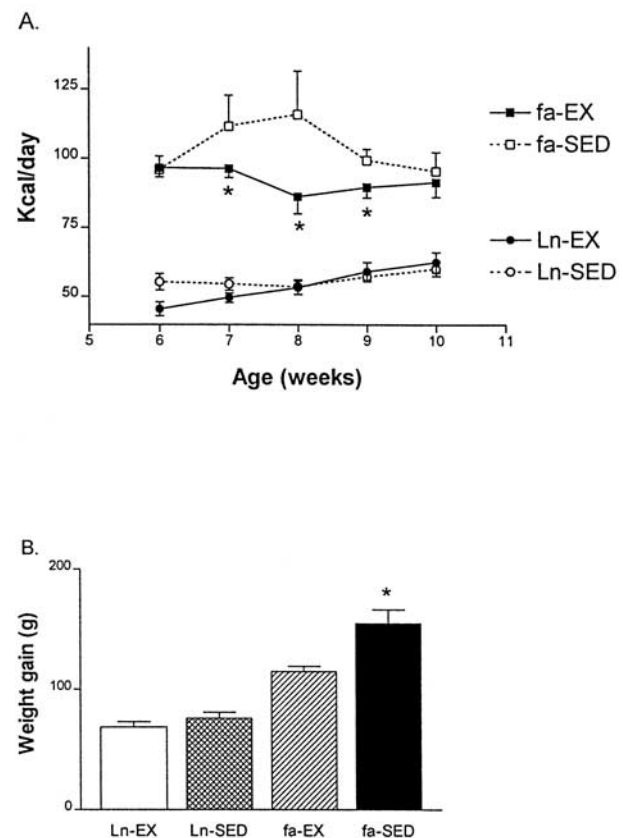 A.
Kcal/day
125
100
75
50
* * *
5 6 7 8 9 10 11
Age (weeks)
fa-EX
fa-SED
Ln-EX
Ln-SED
B.
Weight gain (g)
200
100
0
*
Ln-EX Ln-SED fa-EX fa-SED